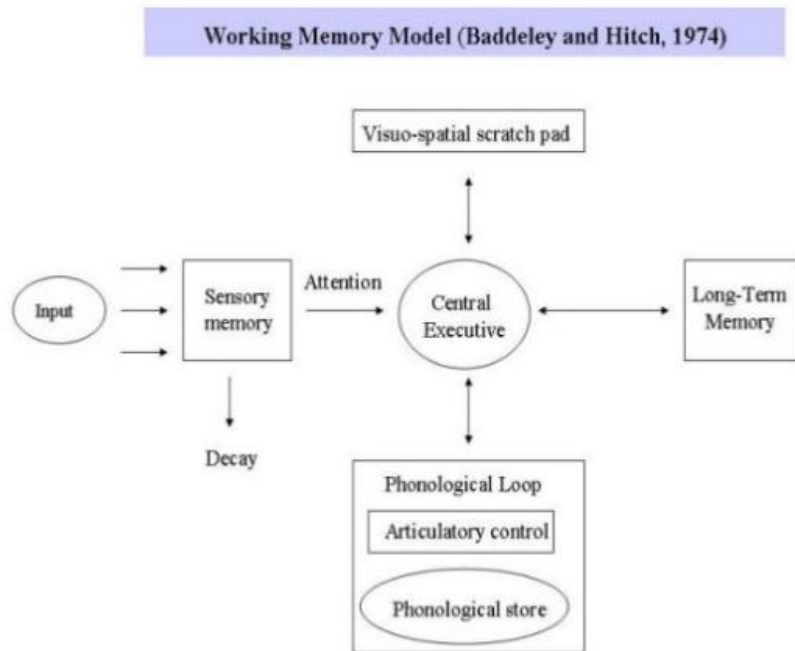 Working Memory Model (Baddeley and Hitch, 1974)
Visuo-spatial scratch pad
Input
Sensory
memory
Attention
Central
Executive
Long-Term
Memory
Decay
Phonological Loop
Articulatory control
Phonological store